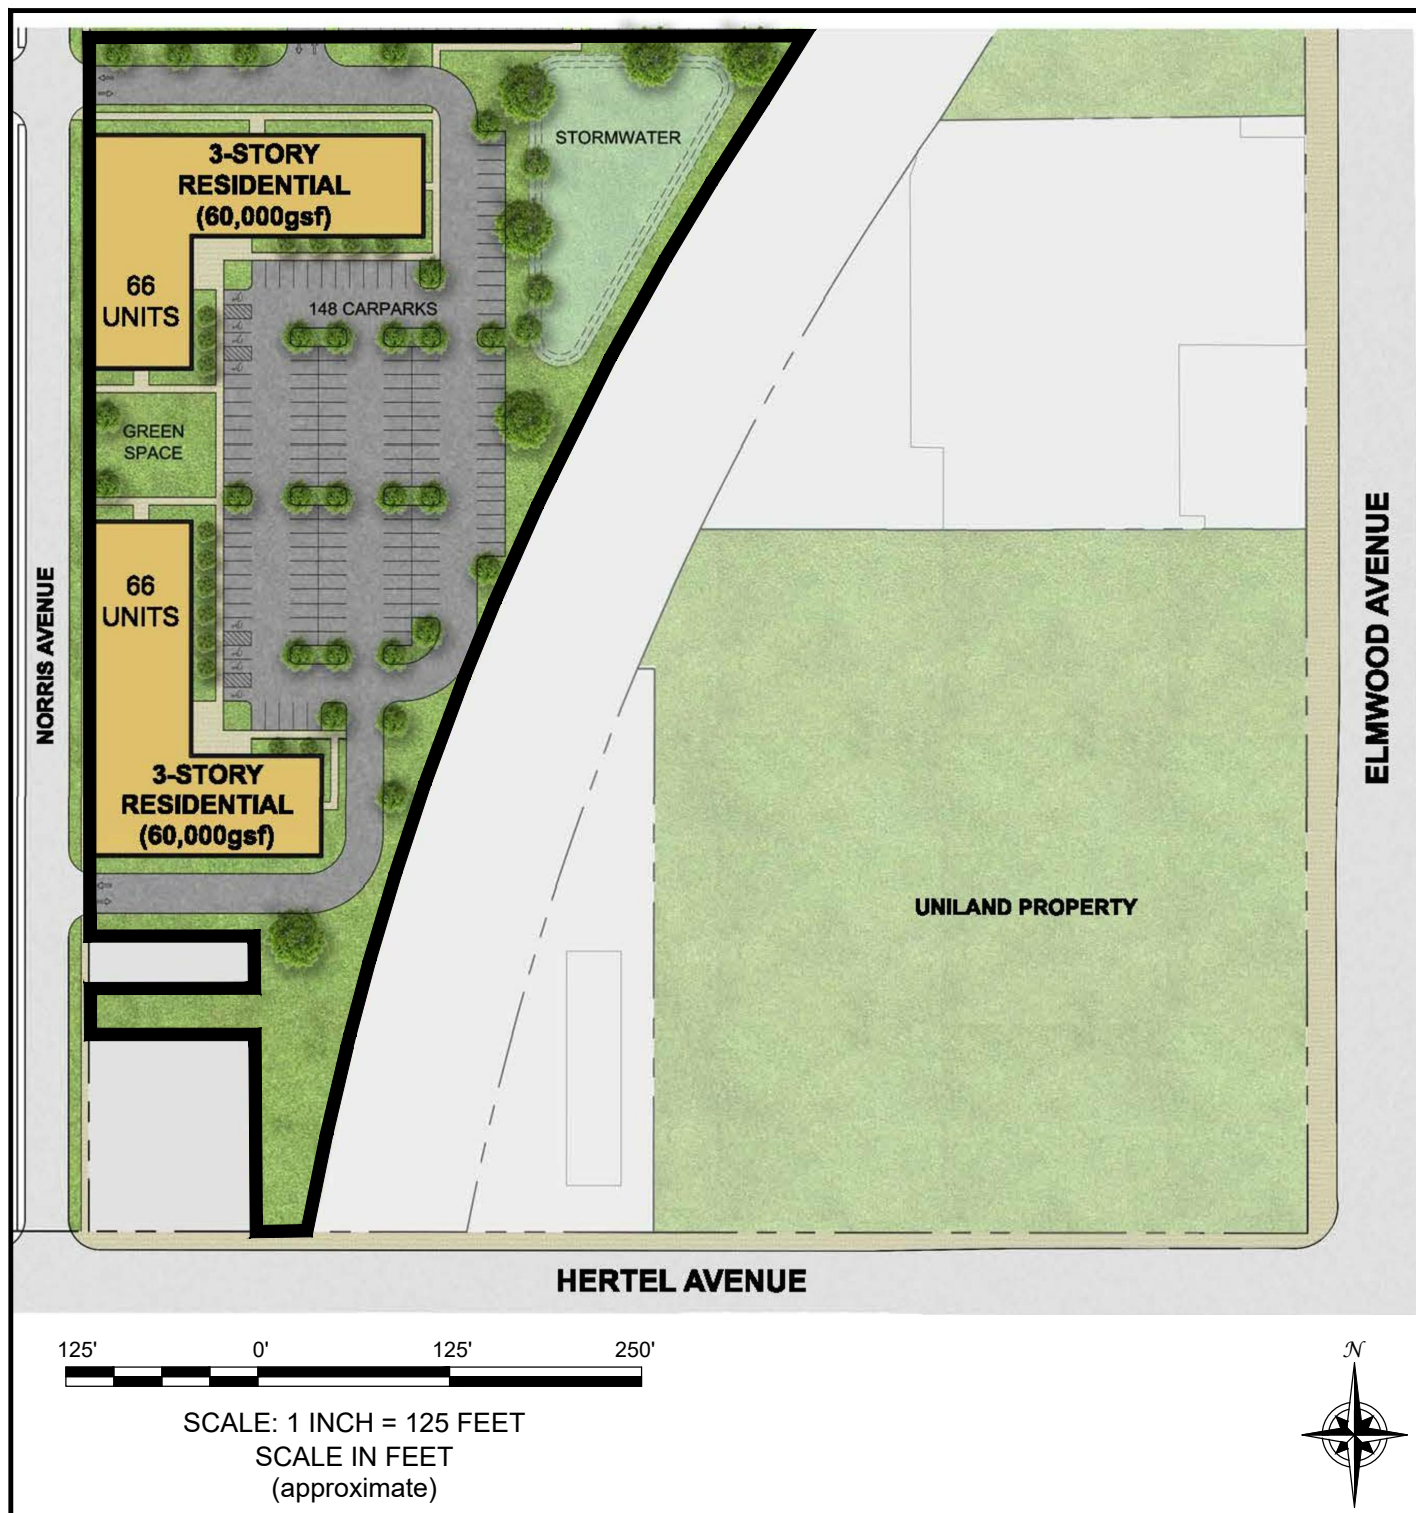 STORMWATER
3-STORY
RESIDENTIAL
(60,000gsf)
66
UNITS
148 CARPARKS
GREEN
SPACE
66
UNITS
3-STORY
RESIDENTIAL
(60,000gsf)
NORRIS AVENUE
ELMWOOD AVENUE
UNILAND PROPERTY
HERTEL AVENUE
125' 0' 125' 250'
SCALE: 1 INCH = 125 FEET
SCALE IN FEET
(approximate)
N